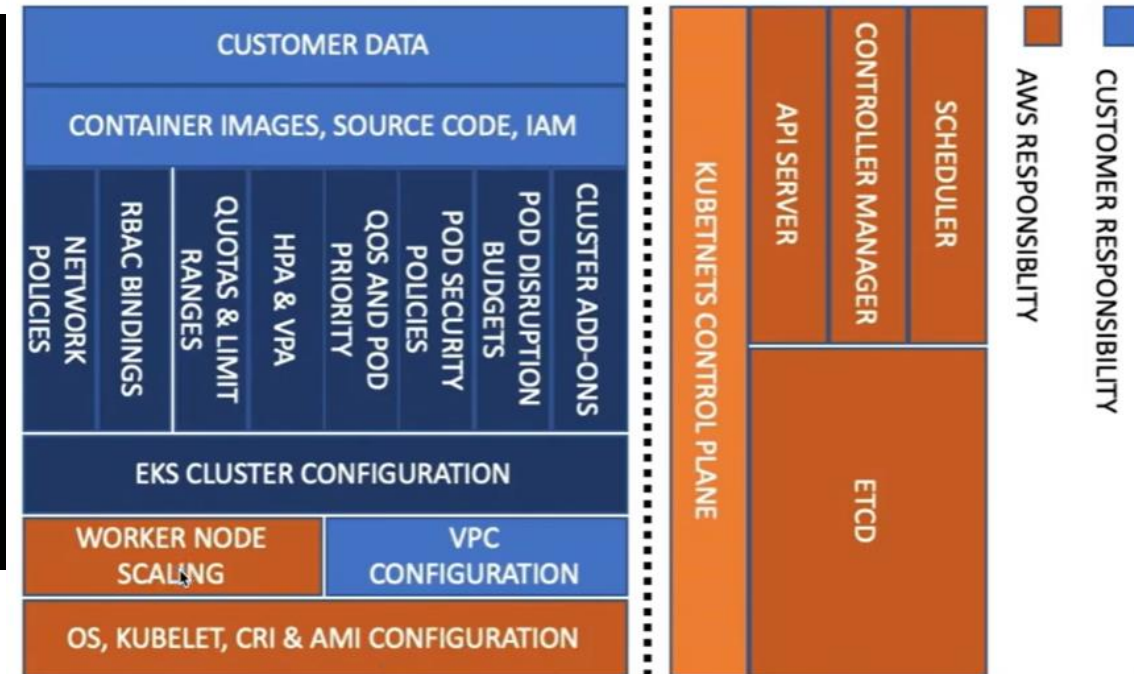 CUSTOMER DATA
CONTAINER IMAGES, SOURCE CODE, IAM
NETWORK
POLICIES
RBAC BINDINGS
QUOTAS & LIMIT
RANGES
HPA & VPA
QOS AND POD
PRIORITY
POD SECURITY
POLICIES
POD DISRUPTION
BUDGETS
CLUSTER ADD-ONS
EKS CLUSTER CONFIGURATION
WORKER NODE
SCALING
VPC
CONFIGURATION
OS, KUBELET, CRI & AMI CONFIGURATION
KUBETNETS CONTROL PLANE
API SERVER
CONTROLLER MANAGER
SCHEDULER
ETCD
AWS RESPONSIBLITY
CUSTOMER RESPONSIBILITY